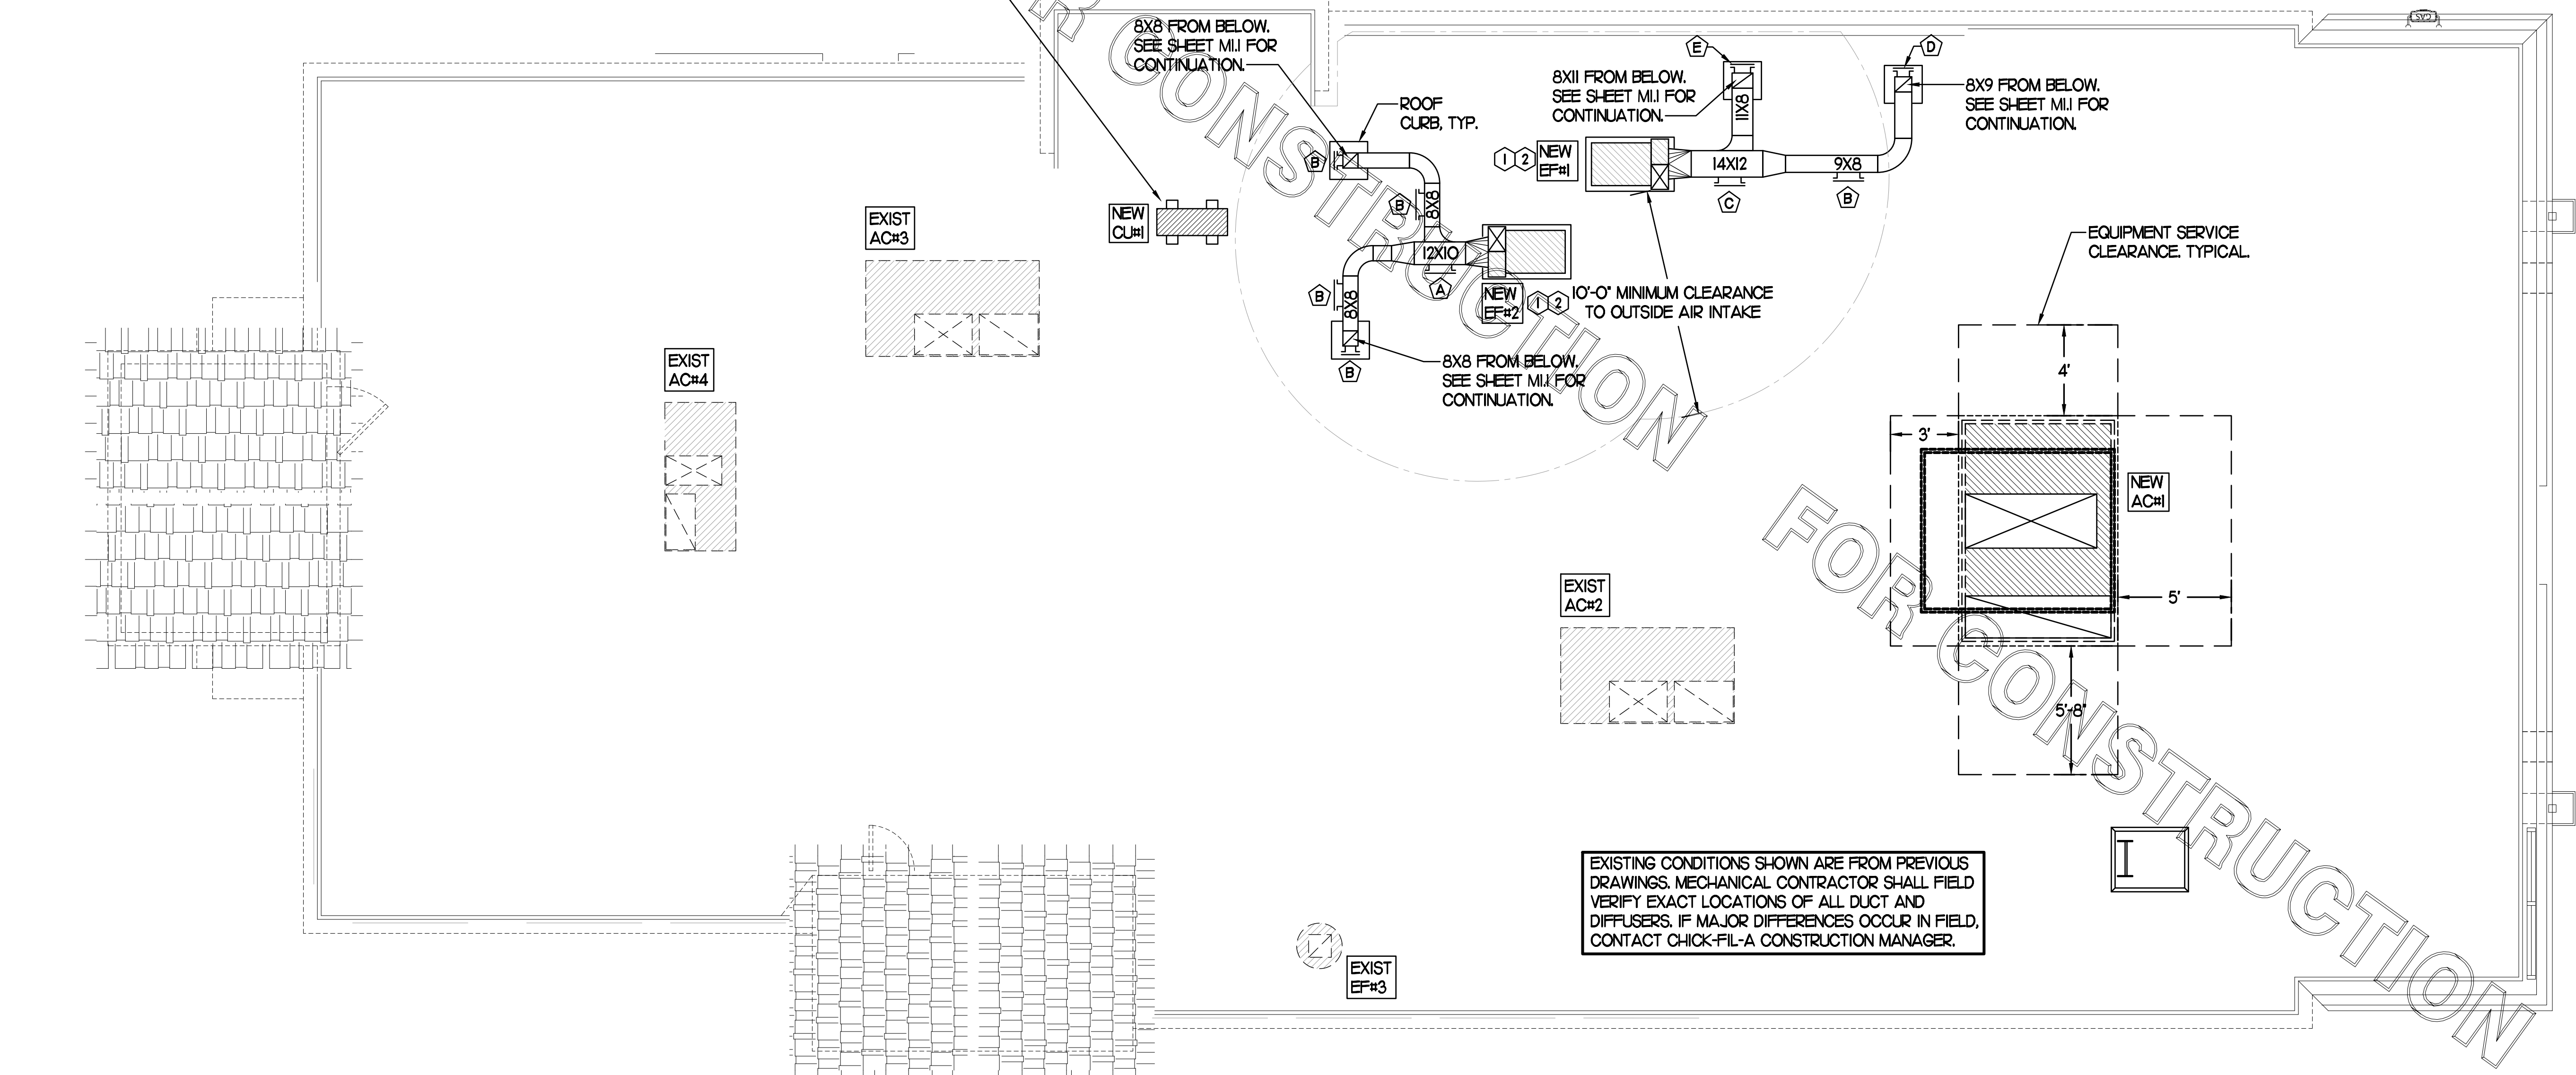 GAS
8X8 FROM BELOW.
SEE SHEET M1.1 FOR
CONTINUATION.
ROOF
CURB, TYP.
8X11 FROM BELOW.
SEE SHEET M1.1 FOR
CONTINUATION.
E
D
8X9 FROM BELOW.
SEE SHEET M1.1 FOR
CONTINUATION.
11X8
1
2
NEW
EF#1
14X12
9X8
C
B
B
B
8X8
12X10
A
B
8X8
B
NEW
EF#2
1
2
10'-0" MINIMUM CLEARANCE
TO OUTSIDE AIR INTAKE
8X8 FROM BELOW.
SEE SHEET M1.1 FOR
CONTINUATION.
NEW
CU#1
EXIST
AC#3
EXIST
AC#4
EQUIPMENT SERVICE
CLEARANCE. TYPICAL.
4'
3'
NEW
AC#1
5'
5'-8"
EXIST
AC#2
EXISTING CONDITIONS SHOWN ARE FROM PREVIOUS
DRAWINGS. MECHANICAL CONTRACTOR SHALL FIELD
VERIFY EXACT LOCATIONS OF ALL DUCT AND
DIFFUSERS. IF MAJOR DIFFERENCES OCCUR IN FIELD,
CONTACT CHICK-FIL-A CONSTRUCTION MANAGER.
EXIST
EF#3
R CONSTRUCTION
FOR CONSTRUCTION